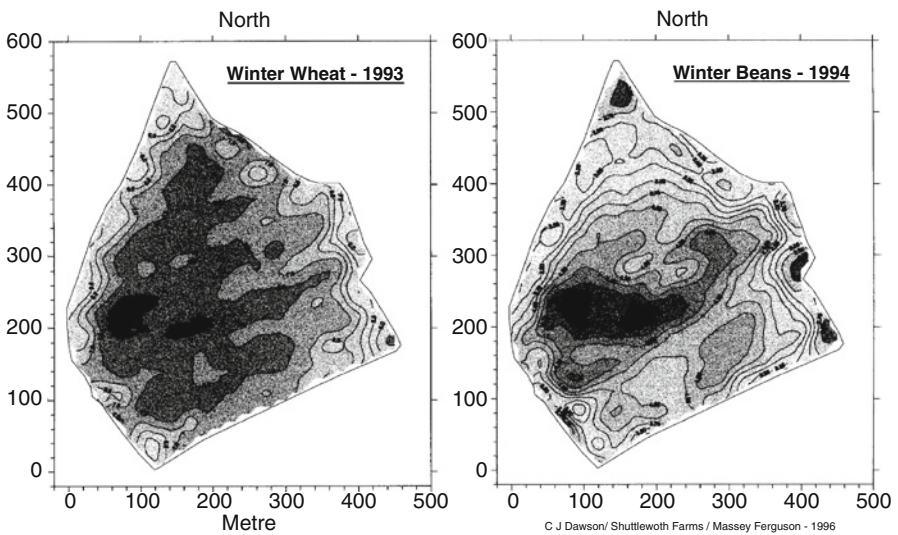 North
North
600
500
400
300
200
100
0
Winter Wheat - 1993
0 100 200 300 400 500
Metre
600
500
400
300
200
100
0
Winter Beans - 1994
0 100 200 300 400 500
C J Dawson/ Shuttlewoth Farms / Massey Ferguson - 1996